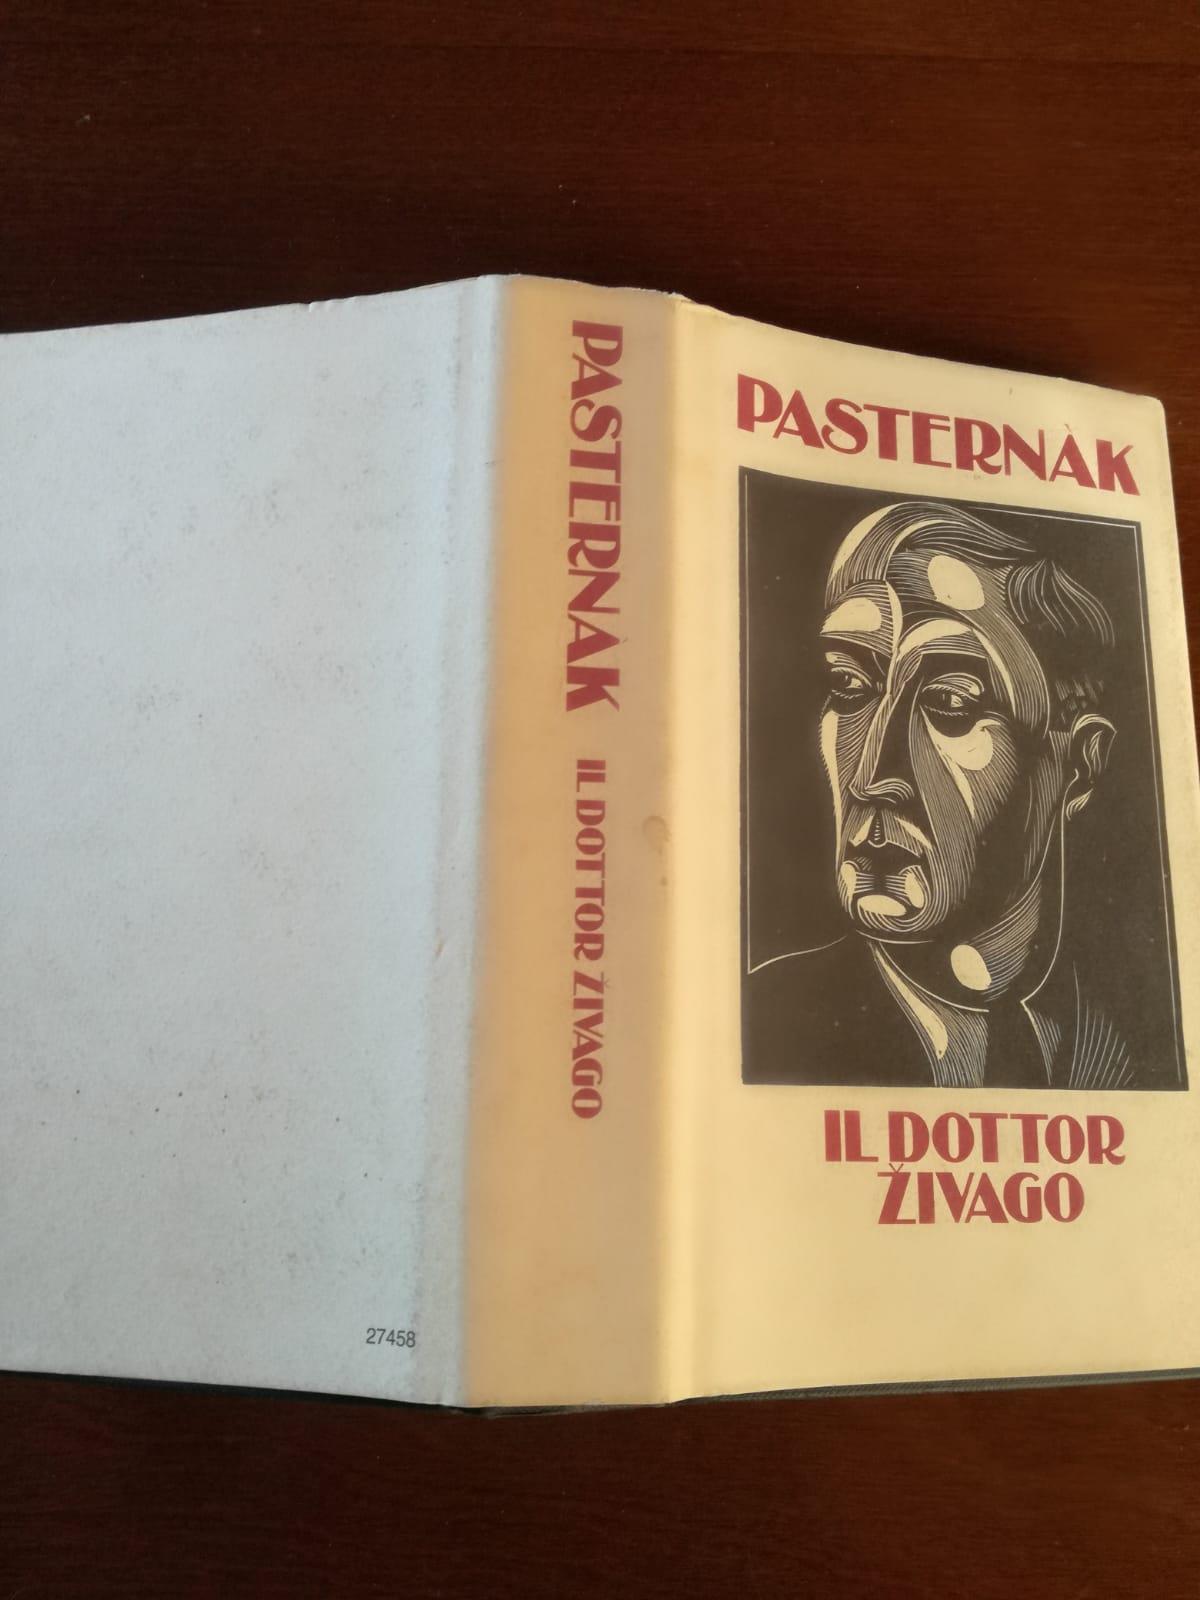 PASTERNÀK
IL DOTTOR ŽIVAGO
PASTERNÀK
IL DOTTOR
ŽIVAGO
27458